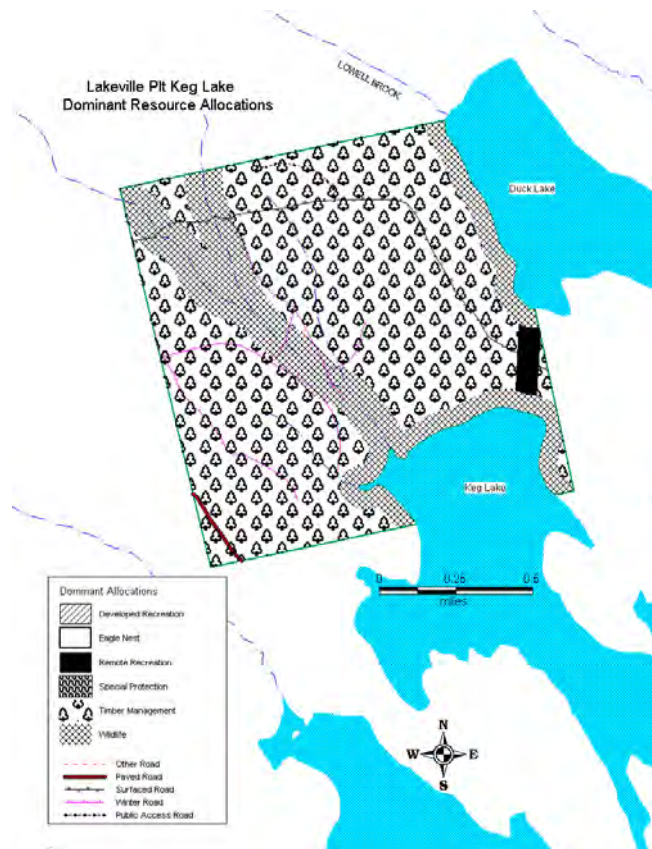 Lakeville Plt Keg Lake
Dominant Resource Allocations
LOWELL BROOK
Duck Lake
Keg Lake
0 0.25 0.5
miles
Dominant Allocations
Developed Recreation
Eagle Nest
Remote Recreation
Special Protection
Timber Management
Wildlife
Other Road
Paved Road
Surfaced Road
Winter Road
Public Access Road
N
W E
S